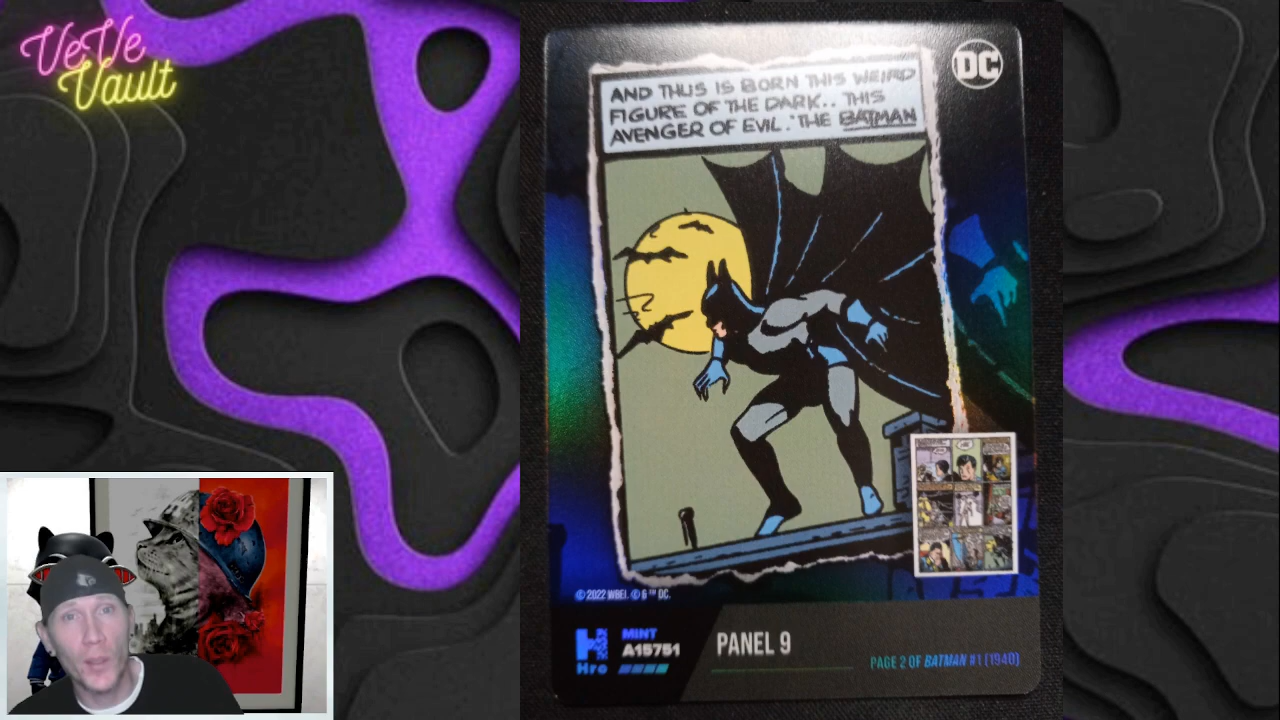 VeVe
Vault
DC
AND THUS IS BORN THIS WEIRD
FIGURE OF THE DARK.. THIS
AVENGER OF EVIL. 'THE BATMAN
© 2022 WBEI. © & ™ DC.
Hro
MINT
A15751
PANEL 9
PAGE 2 OF BATMAN #1 (1940)